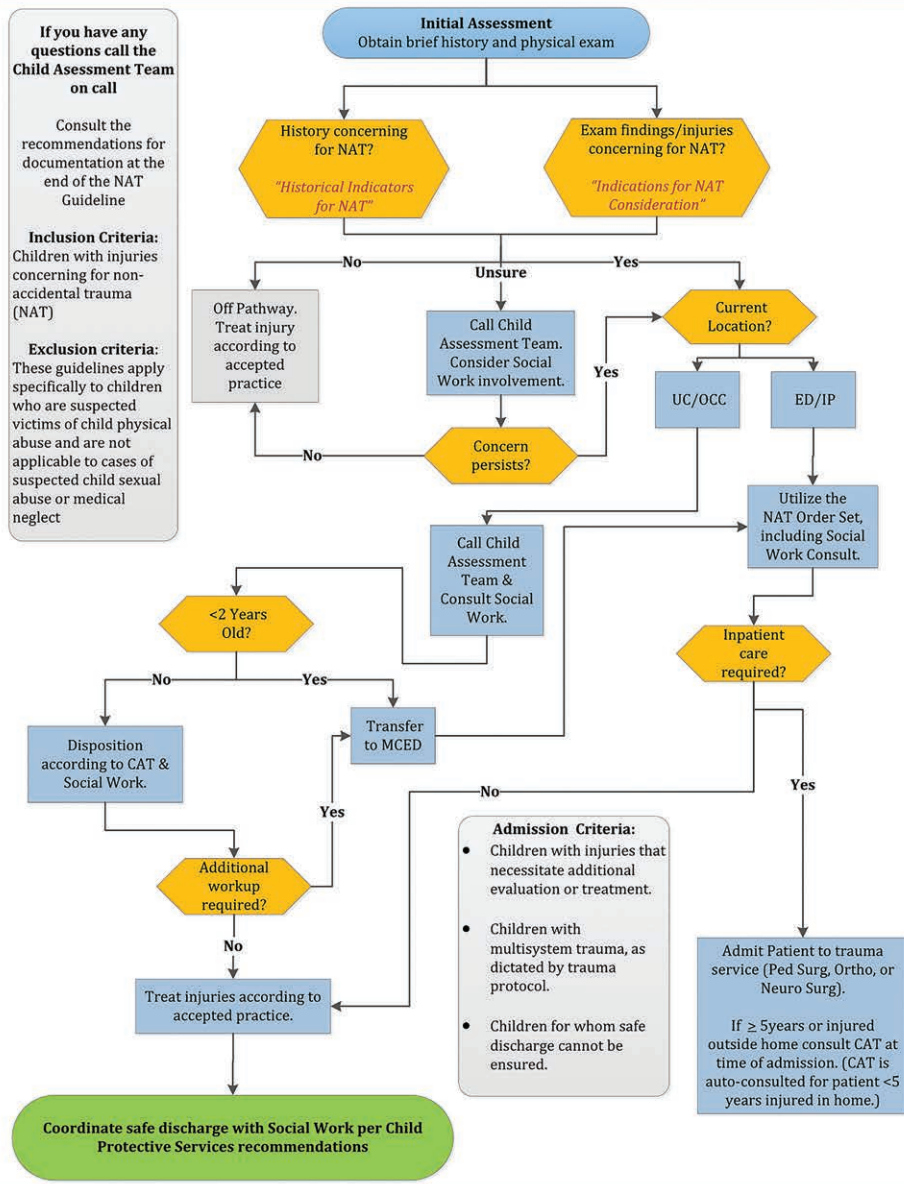 If you have any
questions call the
Child Asessment Team
on call
Consult the
recommendations for
documentation at the
end of the NAT
Guideline
Inclusion Criteria:
Children with injuries
concerning for non-
accidental trauma
(NAT)
Exclusion criteria:
These guidelines apply
specifically to children
who are suspected
victims of child physical
abuse and are not
applicable to cases of
suspected child sexual
abuse or medical
neglect
Initial Assessment
Obtain brief history and physical exam
History concerning
for NAT?
"Historical Indicators
for NAT"
Exam findings/injuries
concerning for NAT?
"Indications for NAT
Consideration"
No
Unsure
Yes
Off Pathway.
Treat injury
according to
accepted
practice
Call Child
Assessment Team.
Consider Social
Work involvement.
Current
Location?
Yes
UC/OCC
ED/IP
No
Concern
persists?
Utilize the
NAT Order Set,
including Social
Work Consult.
Call Child
Assessment
Team &
Consult Social
Work.
<2 Years
Old?
Inpatient
care
required?
No
Yes
Disposition
according to CAT &
Social Work.
Transfer
to MCED
Yes
No
Yes
Additional
workup
required?
No
Admission Criteria:
• Children with injuries that
necessitate additional
evaluation or treatment.
• Children with
multisystem trauma, as
dictated by trauma
protocol.
• Children for whom safe
discharge cannot be
ensured.
Treat injuries according to
accepted practice.
Admit Patient to trauma
service (Ped Surg, Ortho, or
Neuro Surg).
If ≥ 5years or injured
outside home consult CAT at
time of admission. (CAT is
auto-consulted for patient <5
years injured in home.)
Coordinate safe discharge with Social Work per Child
Protective Services recommendations